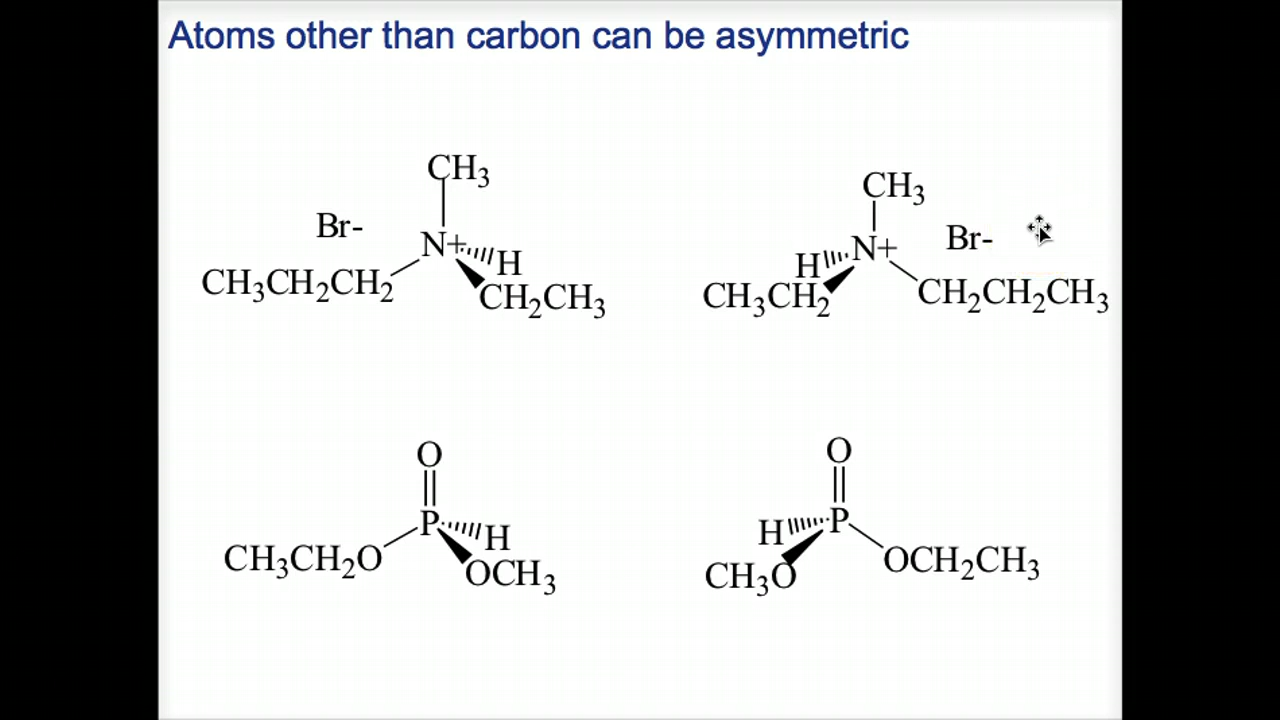 Atoms other than carbon can be asymmetric
CH₃
Br-
N+
H
CH₃CH₂CH₂
CH₂CH₃
CH₃
Br-
N+
H
CH₃CH₂
CH₂CH₂CH₃
O
P
H
CH₃CH₂O
OCH₃
O
P
H
CH₃O
OCH₂CH₃